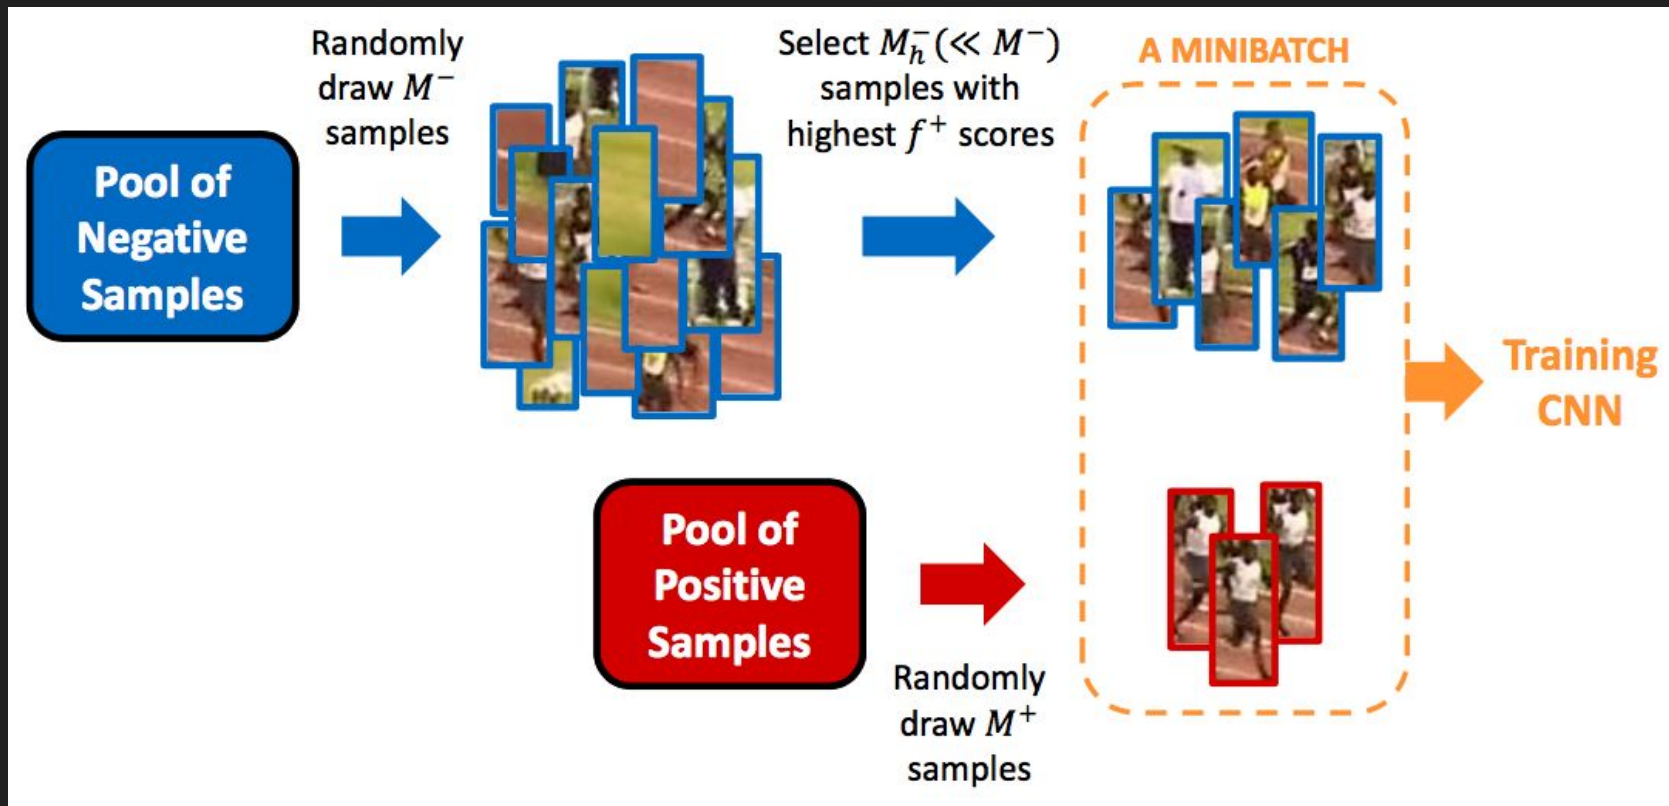 Randomly
draw M⁻
samples
Select M⁻ₕ(≪ M⁻)
samples with
highest f⁺ scores
A MINIBATCH
Pool of
Negative
Samples
Training
CNN
Pool of
Positive
Samples
Randomly
draw M⁺
samples